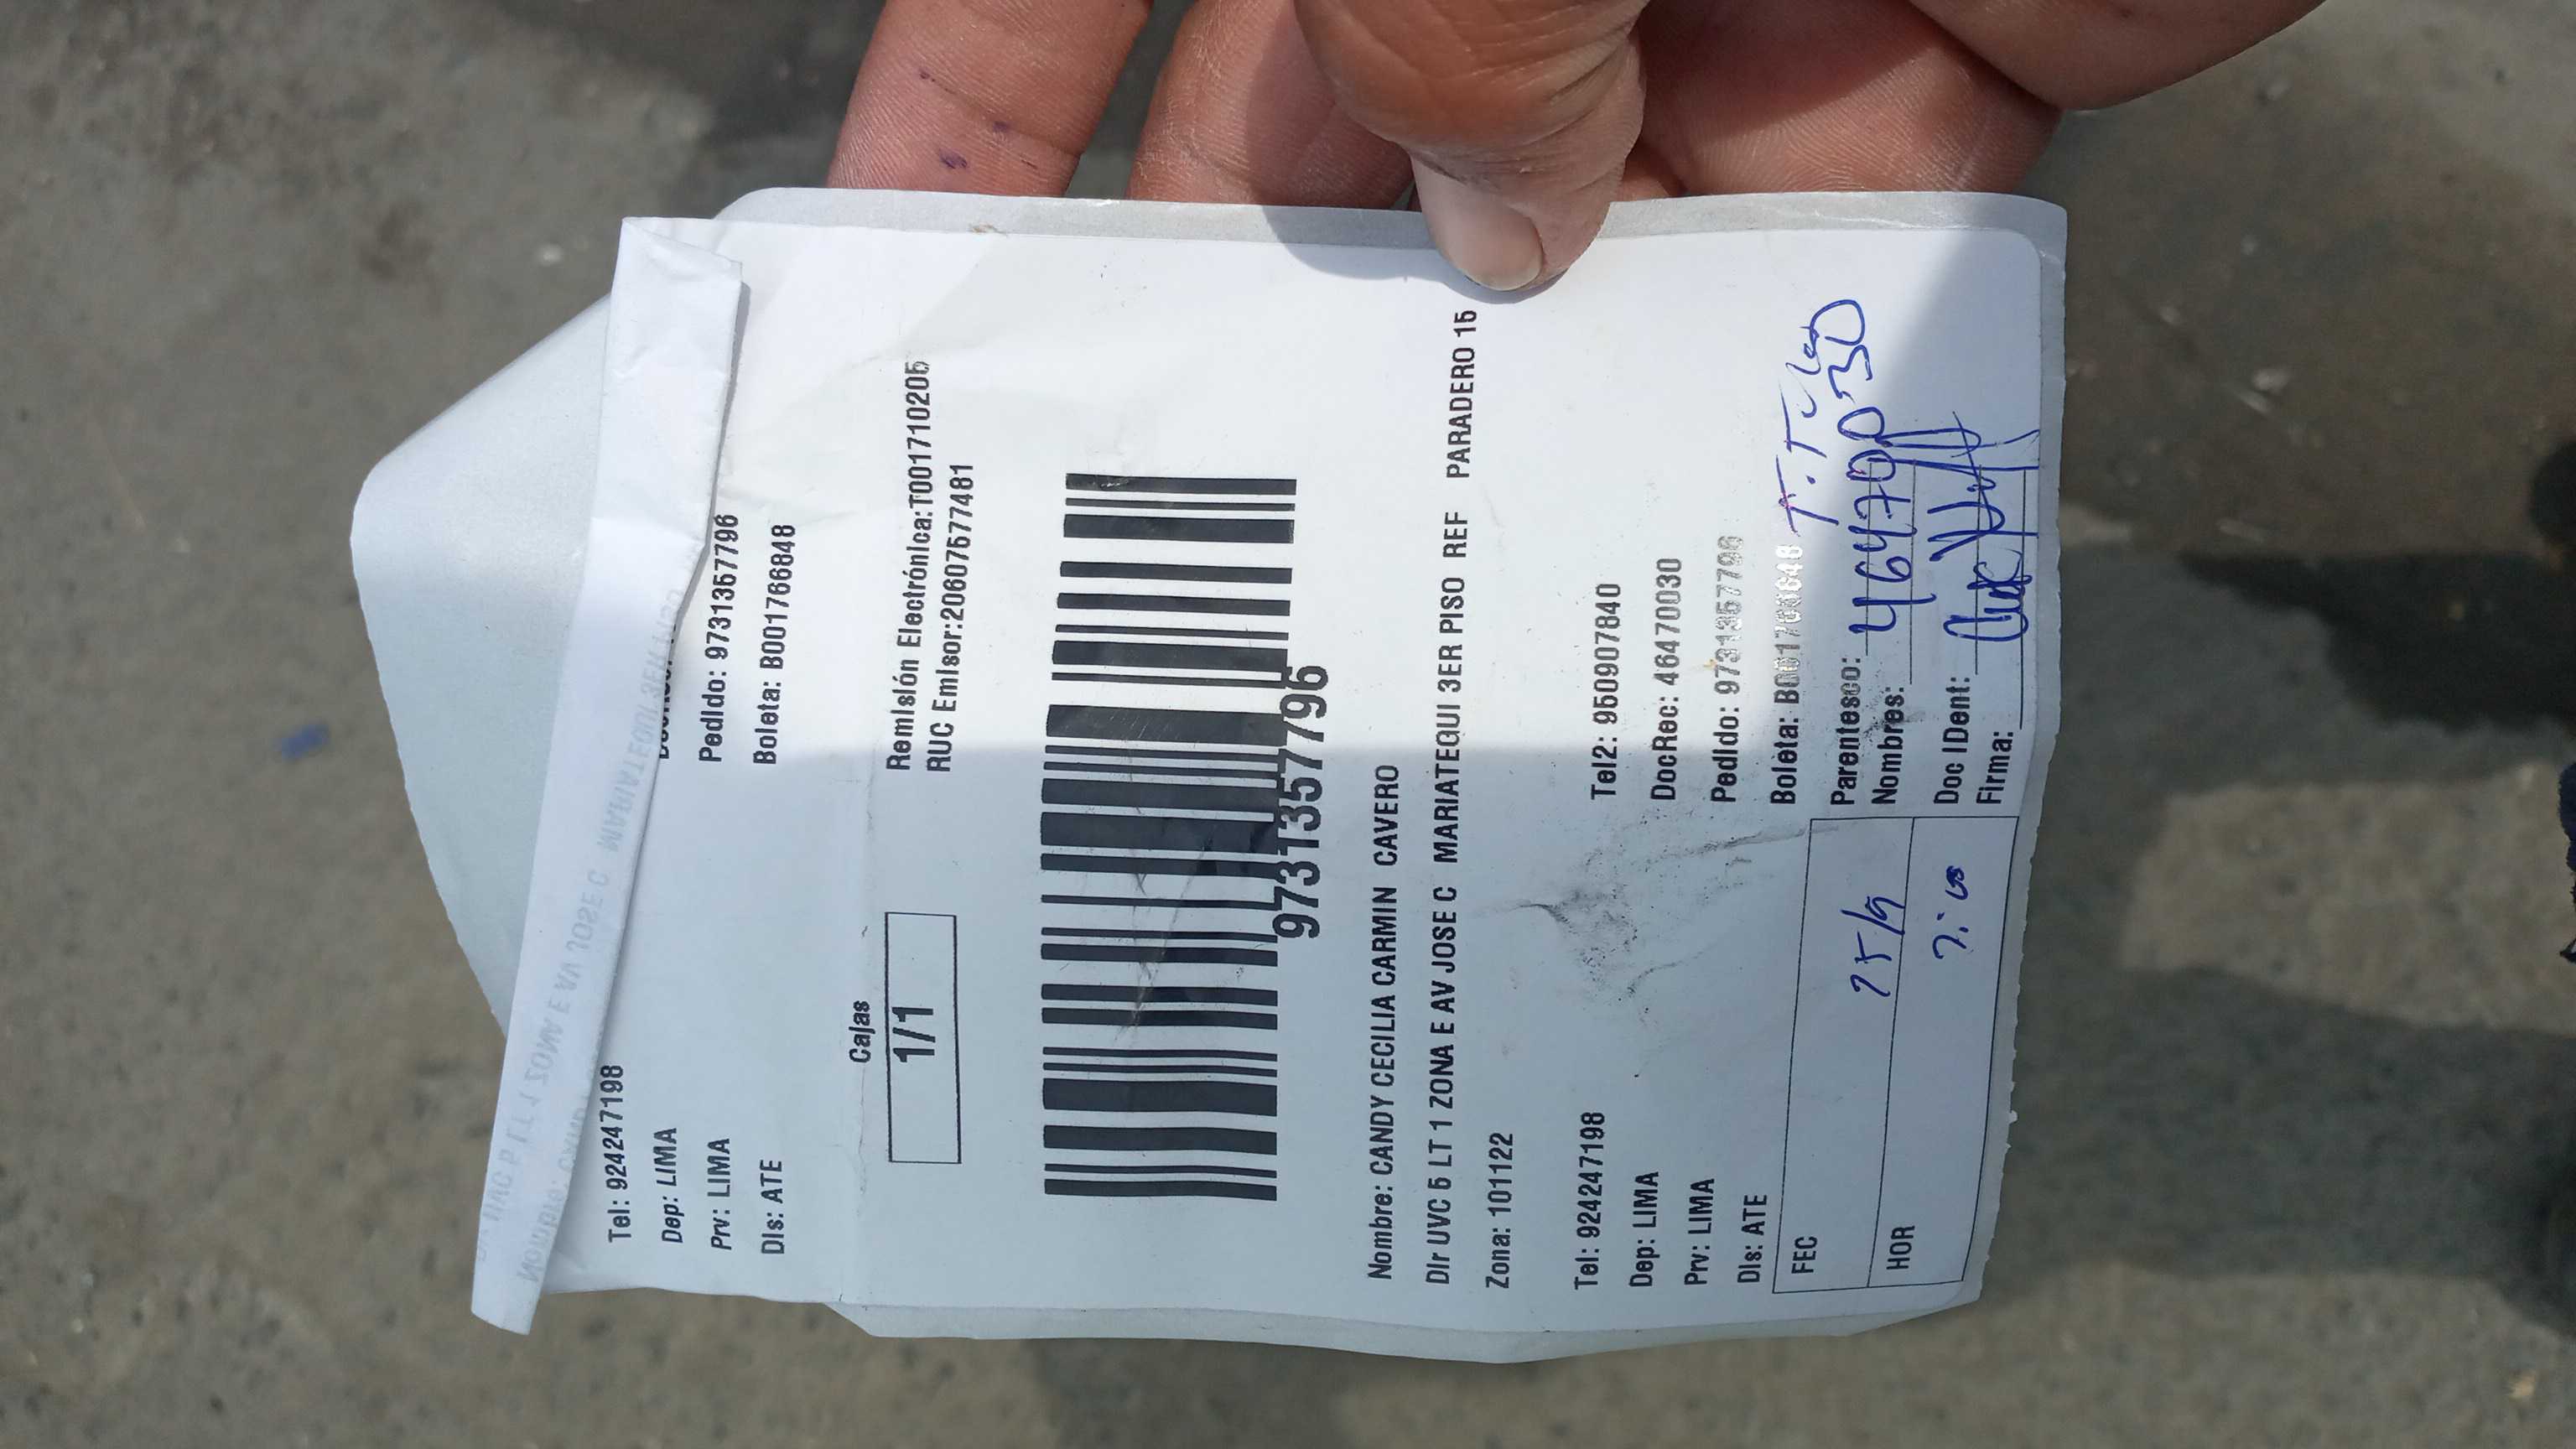 Tel: 924247198
Dep: LIMA
Prv: LIMA
Dis: ATE
Pedido: 97313577​96
Boleta: B001766848
Cajas
1/1
Remisión Electrónica:T001710205
RUC Emisor:20607577481
9731357796
Nombre: CANDY CECILIA CARMIN CAVERO
Dir UVC 5 LT 1 ZONA E AV JOSE C MARIATEQUI 3ER PISO REF PARADERO 15
Zona: 101122
Tel: 924247198
Tel2: 950907840
Dep: LIMA
DocRec: 46470030
Prv: LIMA
Pedido: 9731357796
Dis: ATE
Boleta: B001766848
FEC
HOR
Parentesco:
Nombres: 46470030
Doc IDent:
Firma: